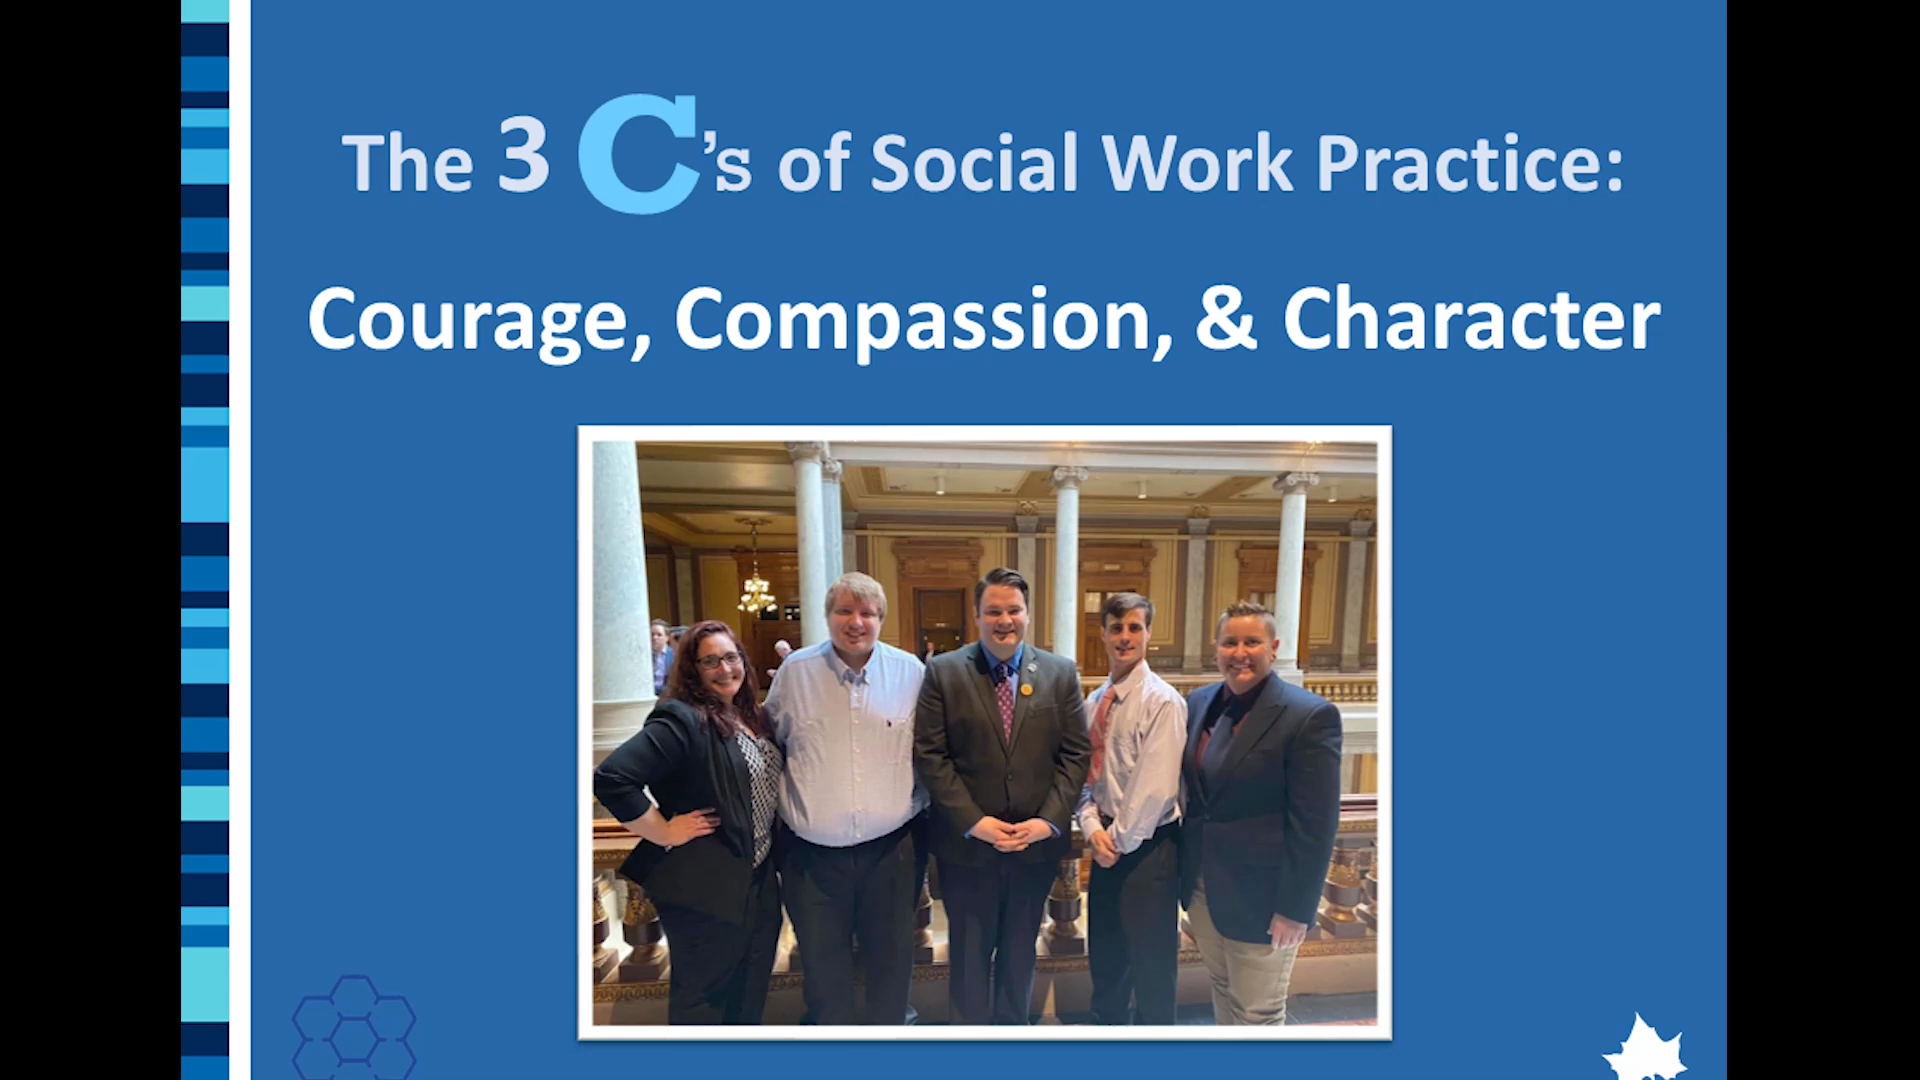 The 3 C's of Social Work Practice:
Courage, Compassion, & Character